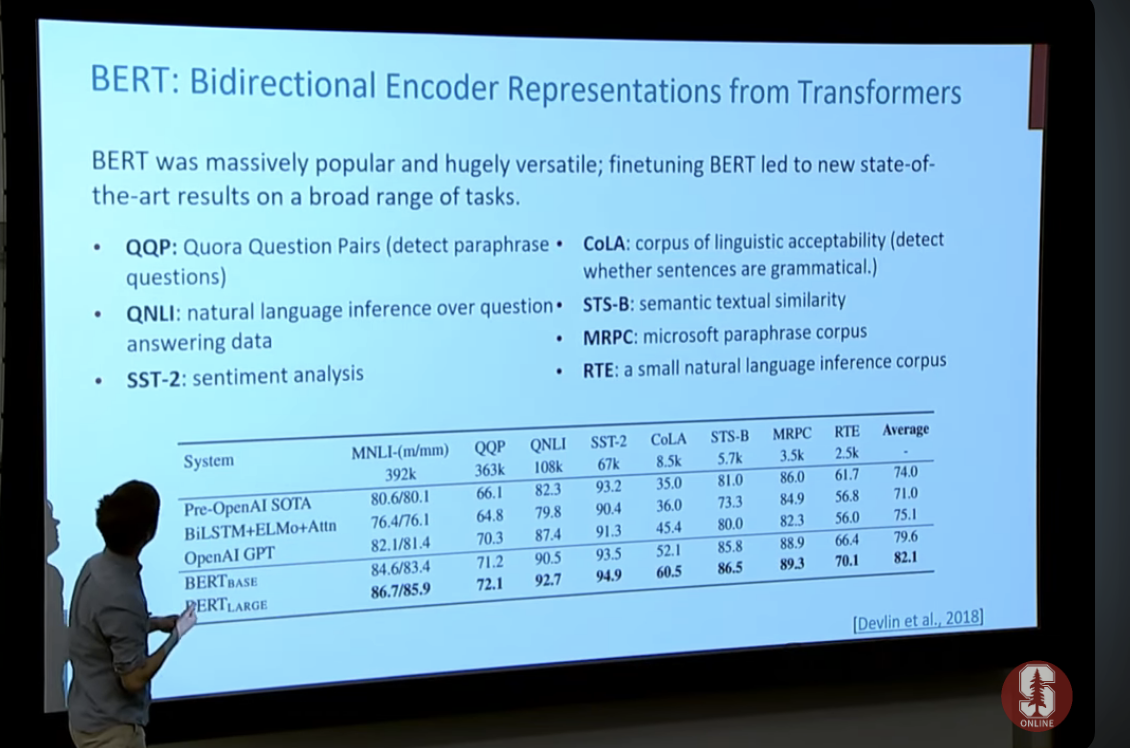 BERT: Bidirectional Encoder Representations from Transformers
BERT was massively popular and hugely versatile; finetuning BERT led to new state-of-
the-art results on a broad range of tasks.
• QQP: Quora Question Pairs (detect paraphrase
questions)
• QNLI: natural language inference over question
answering data
• SST-2: sentiment analysis
• CoLA: corpus of linguistic acceptability (detect
whether sentences are grammatical.)
• STS-B: semantic textual similarity
• MRPC: microsoft paraphrase corpus
• RTE: a small natural language inference corpus
System MNLI-(m/mm) QQP QNLI SST-2 CoLA STS-B MRPC RTE Average
392k 363k 108k 67k 8.5k 5.7k 3.5k 2.5k -
Pre-OpenAI SOTA 80.6/80.1 66.1 82.3 93.2 35.0 81.0 86.0 61.7 74.0
BiLSTM+ELMo+Attn 76.4/76.1 64.8 79.8 90.4 36.0 73.3 84.9 56.8 71.0
OpenAI GPT 82.1/81.4 70.3 87.4 91.3 45.4 80.0 82.3 56.0 75.1
BERTBASE 84.6/83.4 71.2 90.5 93.5 52.1 85.8 88.9 66.4 79.6
BERTLARGE 86.7/85.9 72.1 92.7 94.9 60.5 86.5 89.3 70.1 82.1
[Devlin et al., 2018]
S
ONLINE